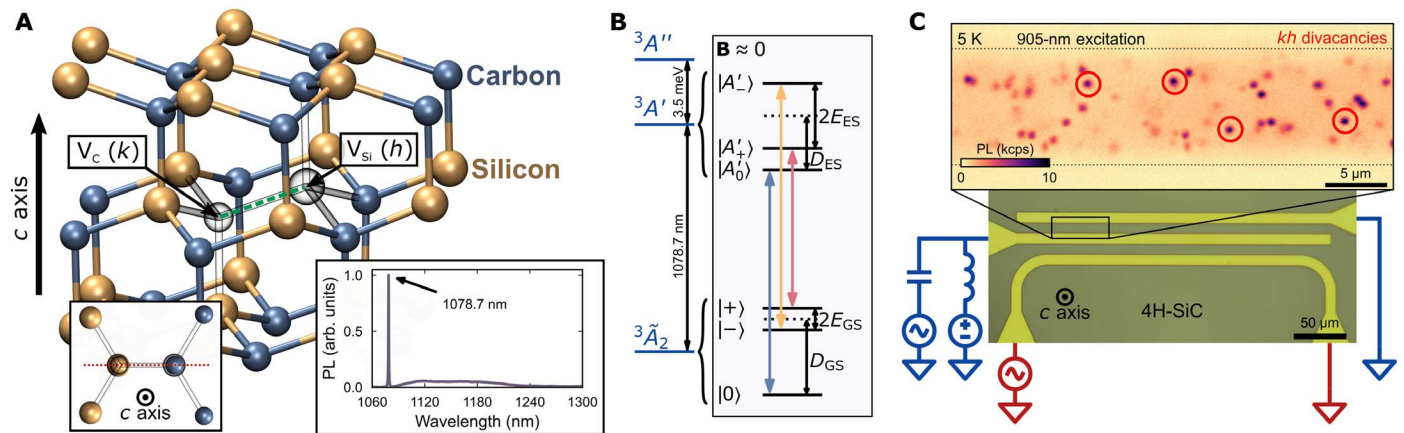 A
Carbon
V_C (k)
V_Si (h)
Silicon
c axis
c axis
PL (arb. units)
1.0
0.5
0.0
1078.7 nm
1060
1120
1180
1240
1300
Wavelength (nm)
B
³A''
3.5 meV
³A'
1078.7 nm
³Ã₂
B ≈ 0
|A'₋⟩
2E_ES
|A'₊⟩
|A'₀⟩
D_ES
|+⟩
|−⟩
2E_GS
D_GS
|0⟩
C
5 K
905-nm excitation
kh divacancies
PL (kcps)
0
10
5 µm
c axis
4H-SiC
50 µm